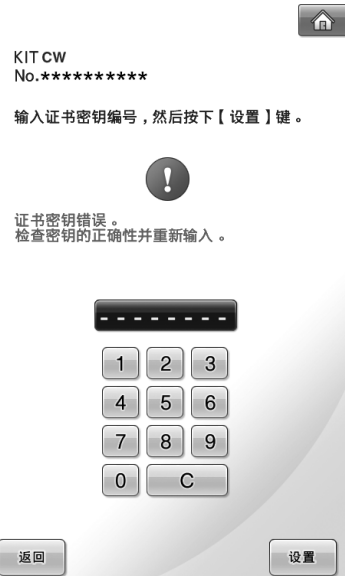 KIT CW
No.**********
输入证书密钥编号，然后按下【设置】键。
!
证书密钥错误。
检查密钥的正确性并重新输入。
- - - - - - - -
1 2 3
4 5 6
7 8 9
0 C
返回 设置